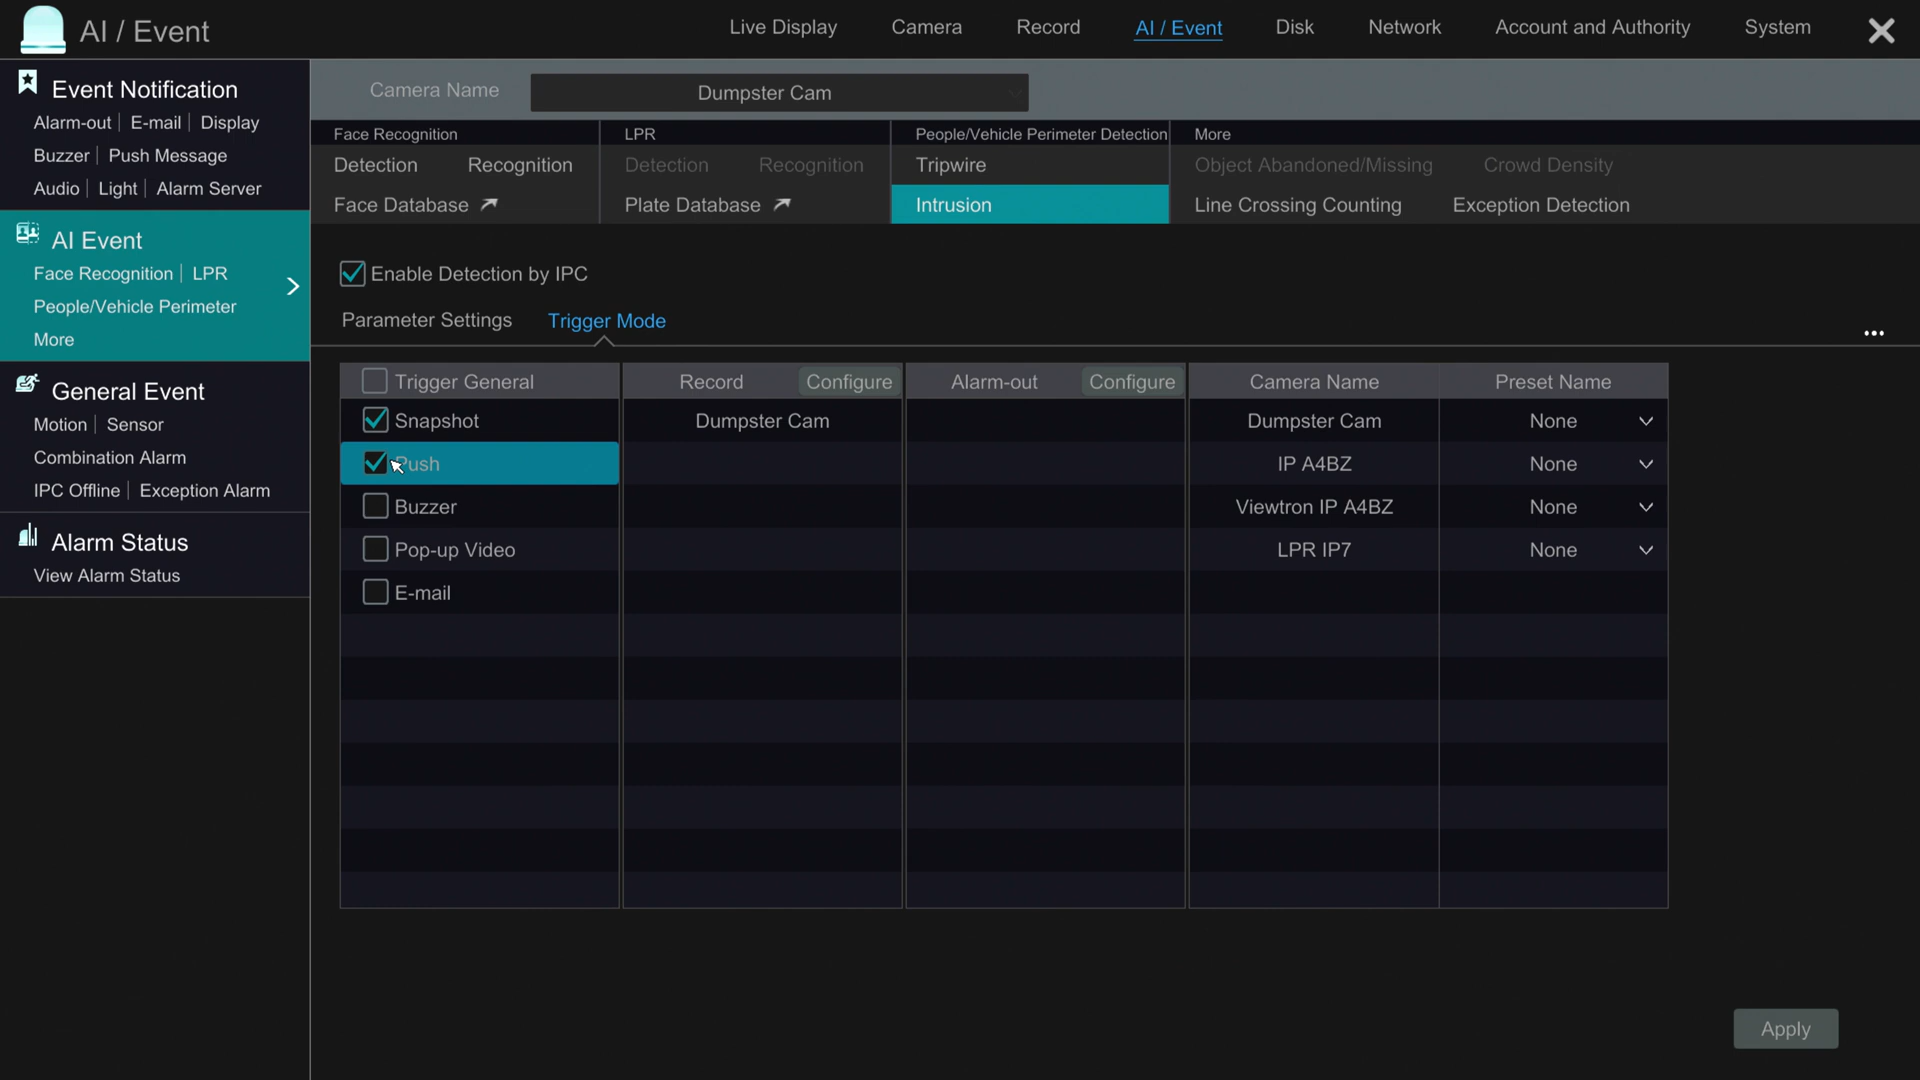 AI / Event
Live Display Camera Record AI / Event Disk Network Account and Authority System
Event Notification
Alarm-out | E-mail | Display
Buzzer | Push Message
Audio | Light | Alarm Server
AI Event
Face Recognition | LPR
People/Vehicle Perimeter
More
General Event
Motion | Sensor
Combination Alarm
IPC Offline | Exception Alarm
Alarm Status
View Alarm Status
Camera Name Dumpster Cam
Face Recognition LPR People/Vehicle Perimeter Detection More
Detection Recognition Detection Recognition Tripwire Object Abandoned/Missing Crowd Density
Face Database Plate Database Intrusion Line Crossing Counting Exception Detection
Enable Detection by IPC
Parameter Settings Trigger Mode
Trigger General Record Configure Alarm-out Configure Camera Name Preset Name
Snapshot Dumpster Cam Dumpster Cam None
Push IP A4BZ None
Buzzer Viewtron IP A4BZ None
Pop-up Video LPR IP7 None
E-mail
Apply